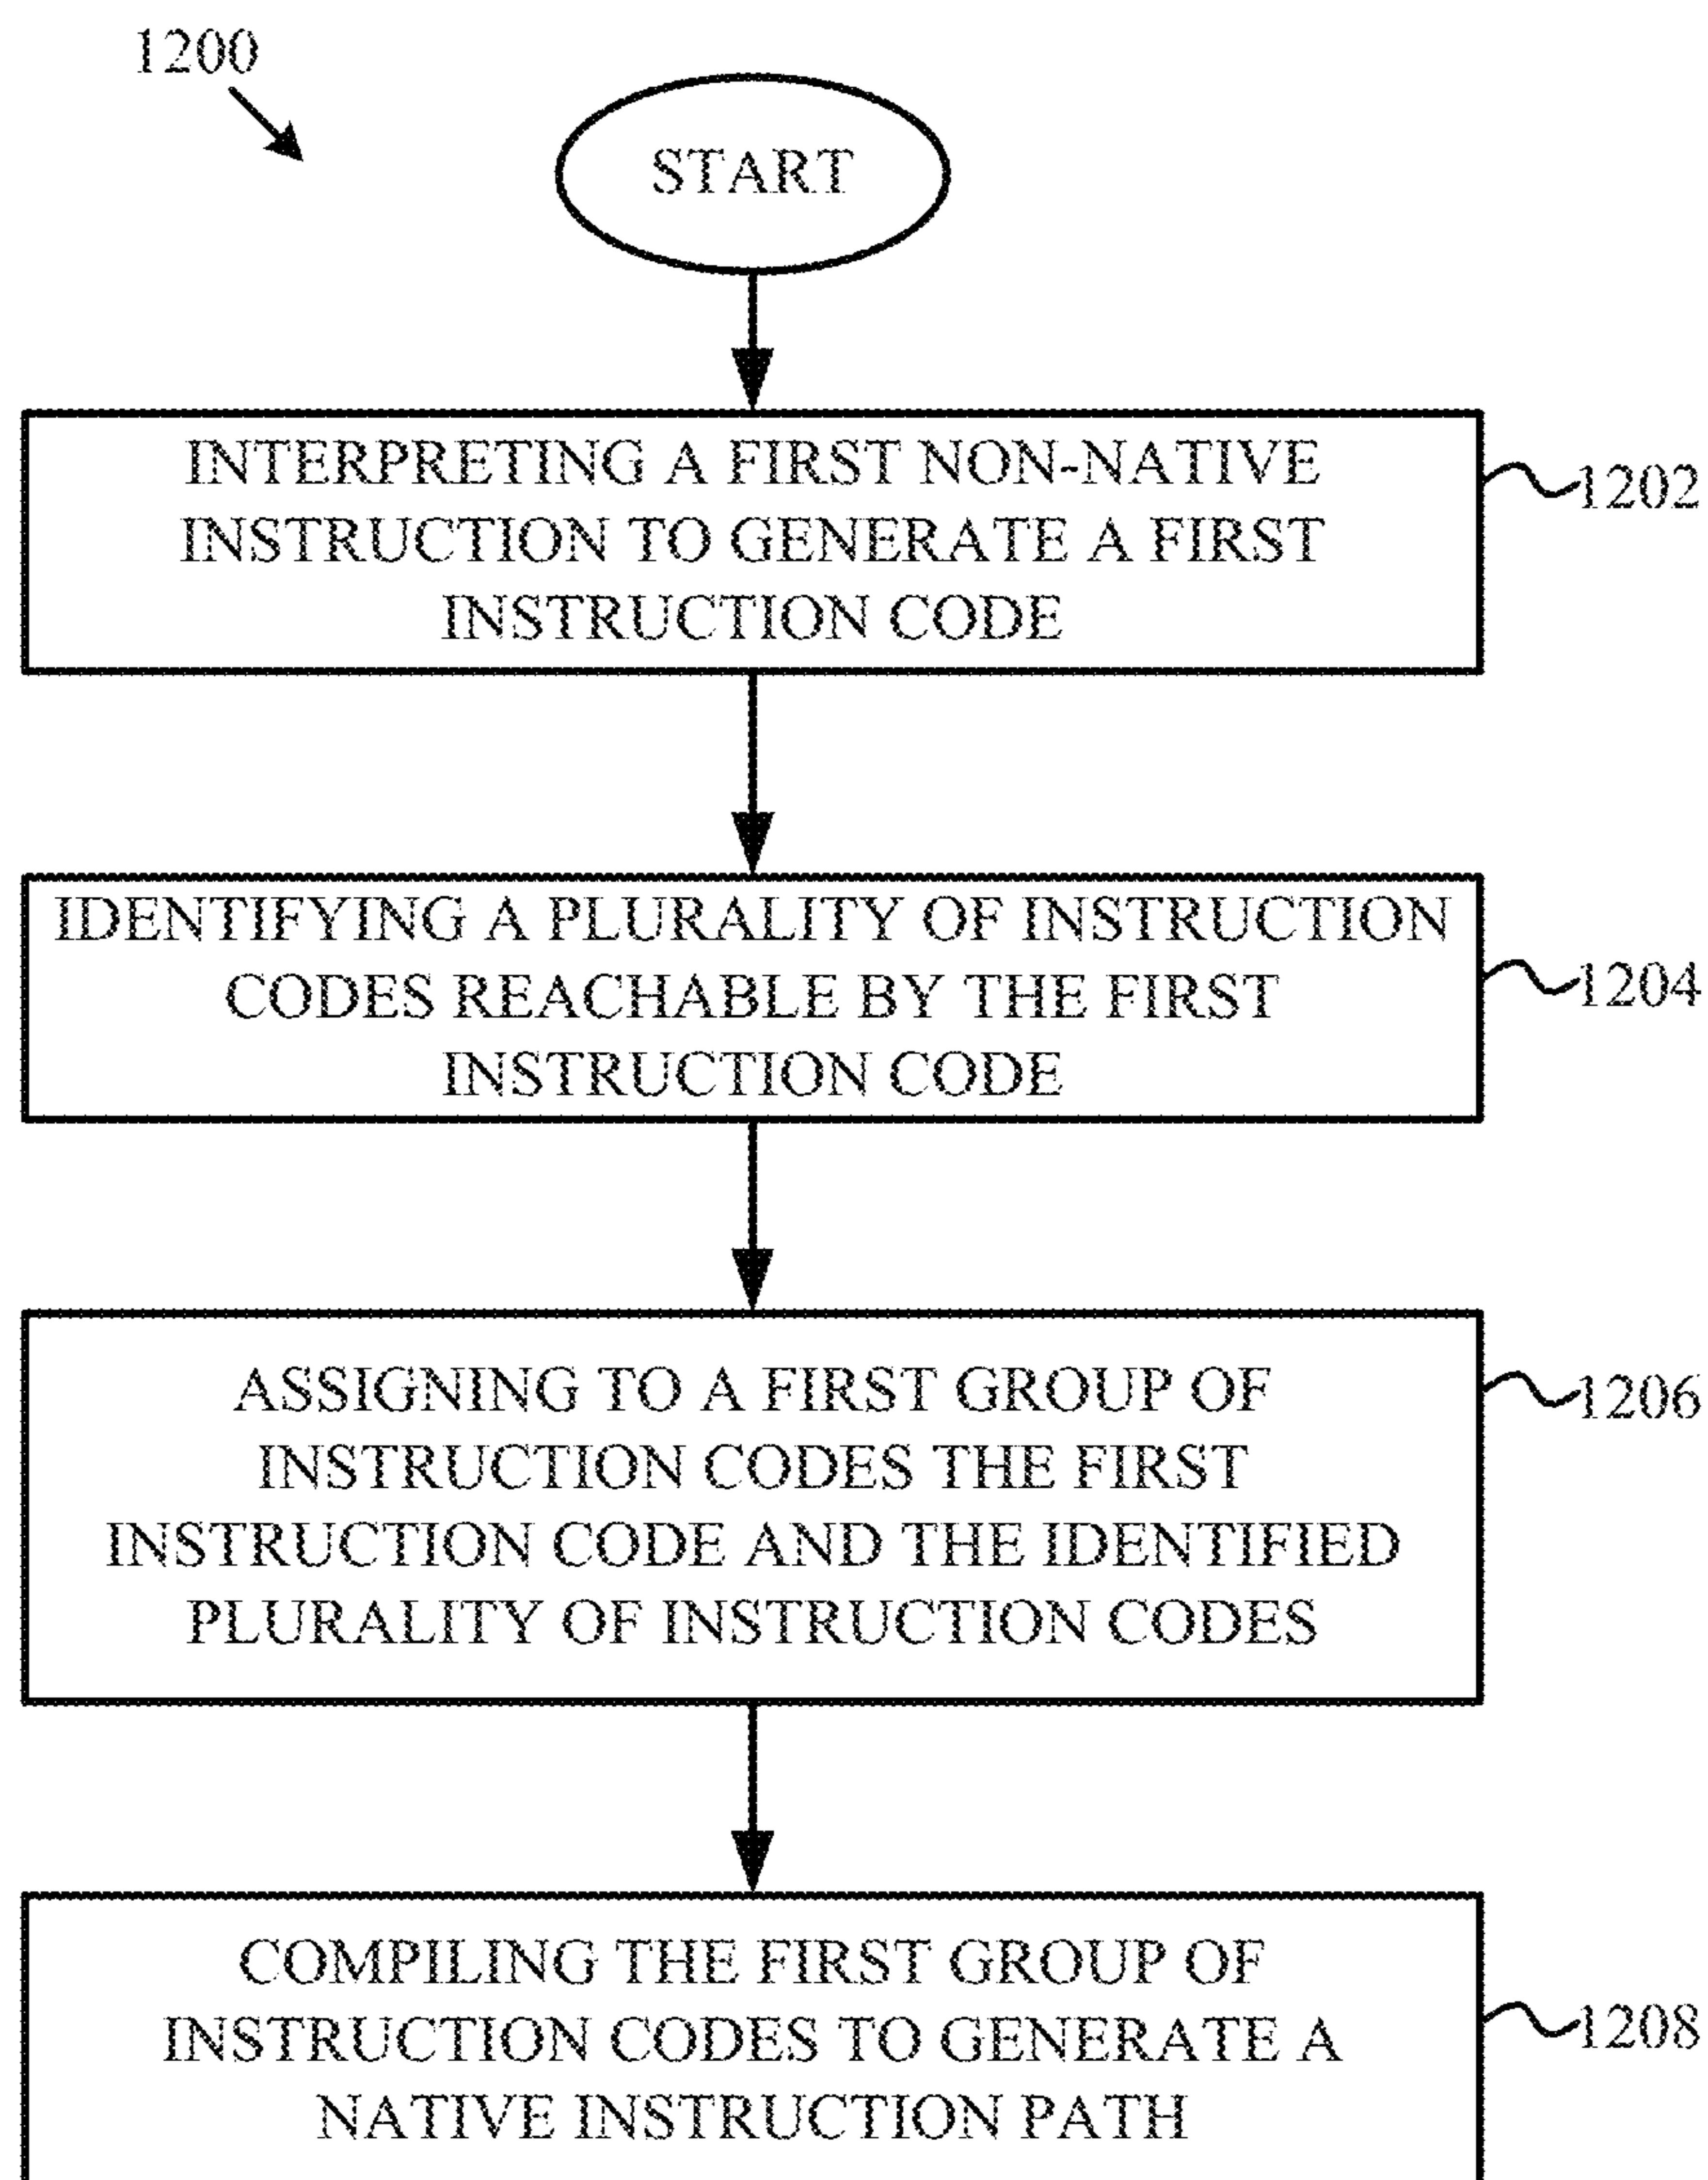 1200
START
INTERPRETING A FIRST NON-NATIVE
INSTRUCTION TO GENERATE A FIRST
INSTRUCTION CODE
1202
IDENTIFYING A PLURALITY OF INSTRUCTION
CODES REACHABLE BY THE FIRST
INSTRUCTION CODE
1204
ASSIGNING TO A FIRST GROUP OF
INSTRUCTION CODES THE FIRST
INSTRUCTION CODE AND THE IDENTIFIED
PLURALITY OF INSTRUCTION CODES
1206
COMPILING THE FIRST GROUP OF
INSTRUCTION CODES TO GENERATE A
NATIVE INSTRUCTION PATH
1208